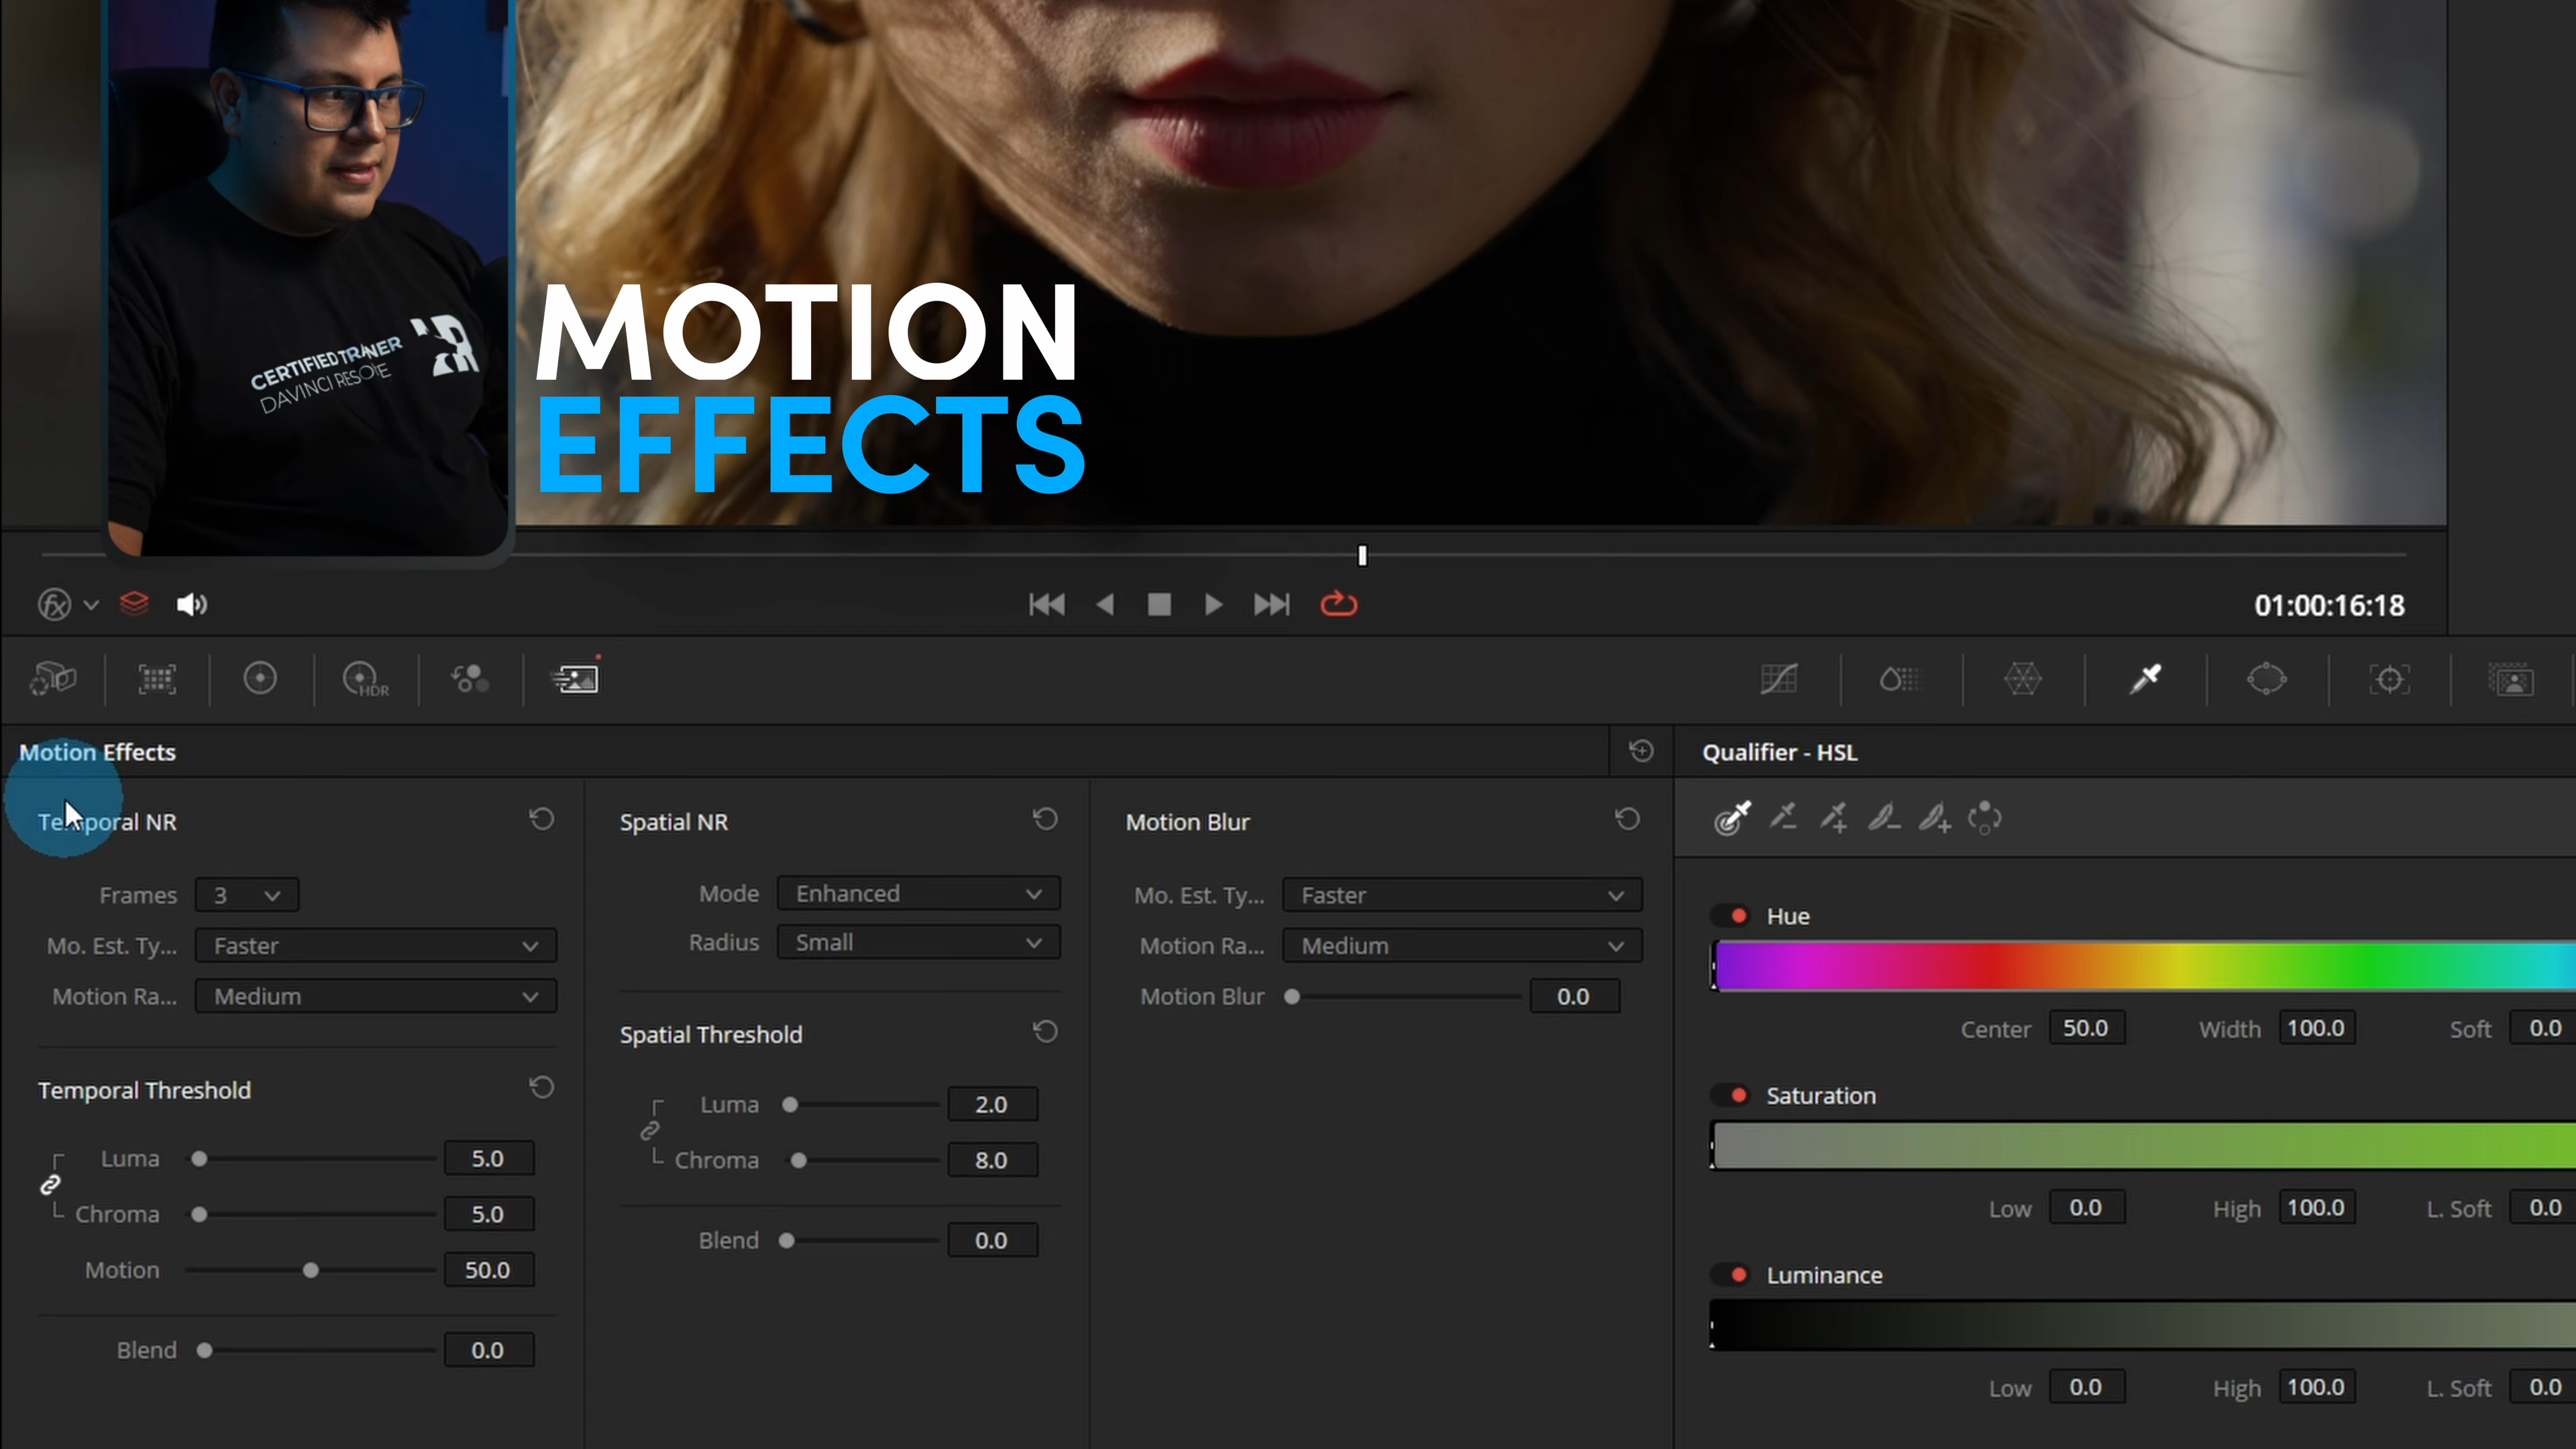 CERTIFIED TRAINER
DAVINCI RESOLVE
MOTION
EFFECTS
01:00:16:18
HDR
Motion Effects
Temporal NR
Frames 3
Mo. Est. Ty... Faster
Motion Ra... Medium
Temporal Threshold
Luma 5.0
Chroma 5.0
Motion 50.0
Blend 0.0
Spatial NR
Mode Enhanced
Radius Small
Spatial Threshold
Luma 2.0
Chroma 8.0
Blend 0.0
Motion Blur
Mo. Est. Ty... Faster
Motion Ra... Medium
Motion Blur 0.0
Qualifier - HSL
Hue
Center 50.0 Width 100.0 Soft 0.0
Saturation
Low 0.0 High 100.0 L. Soft 0.0
Luminance
Low 0.0 High 100.0 L. Soft 0.0